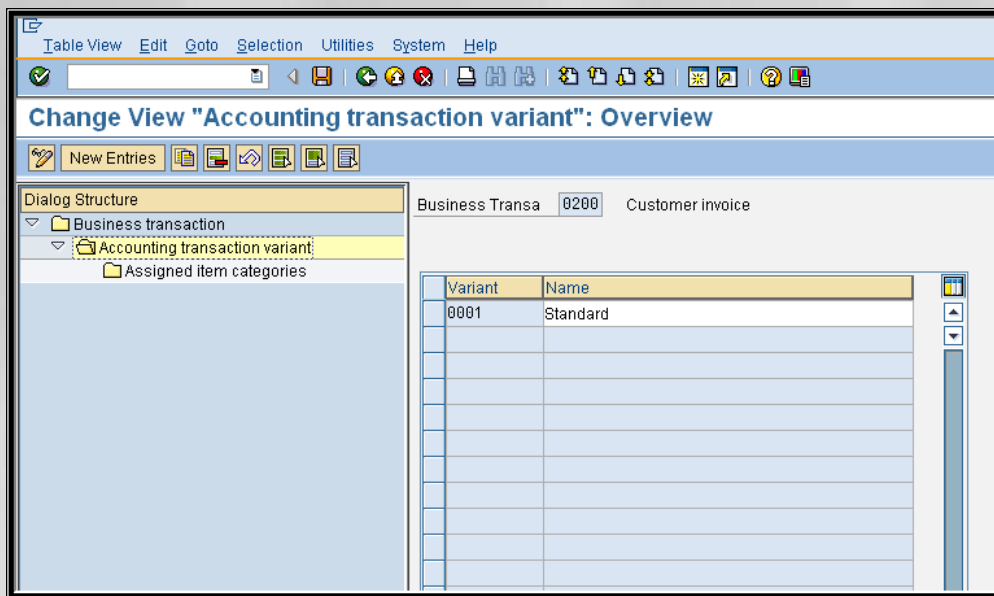 Table View Edit Goto Selection Utilities System Help
Change View "Accounting transaction variant": Overview
New Entries
Dialog Structure
Business transaction
Accounting transaction variant
Assigned item categories
Business Transa 0200 Customer invoice
Variant Name
0001 Standard